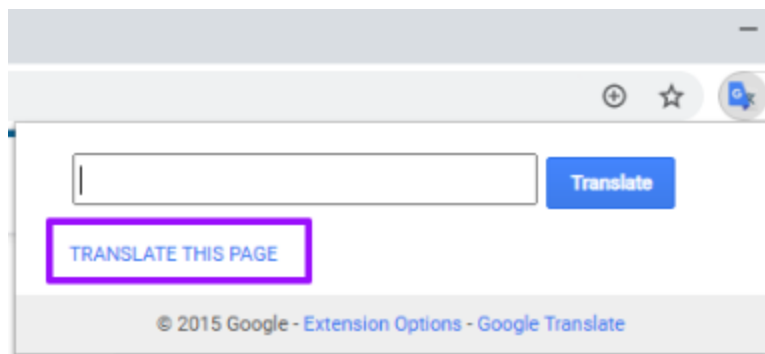 Translate
TRANSLATE THIS PAGE
© 2015 Google - Extension Options - Google Translate